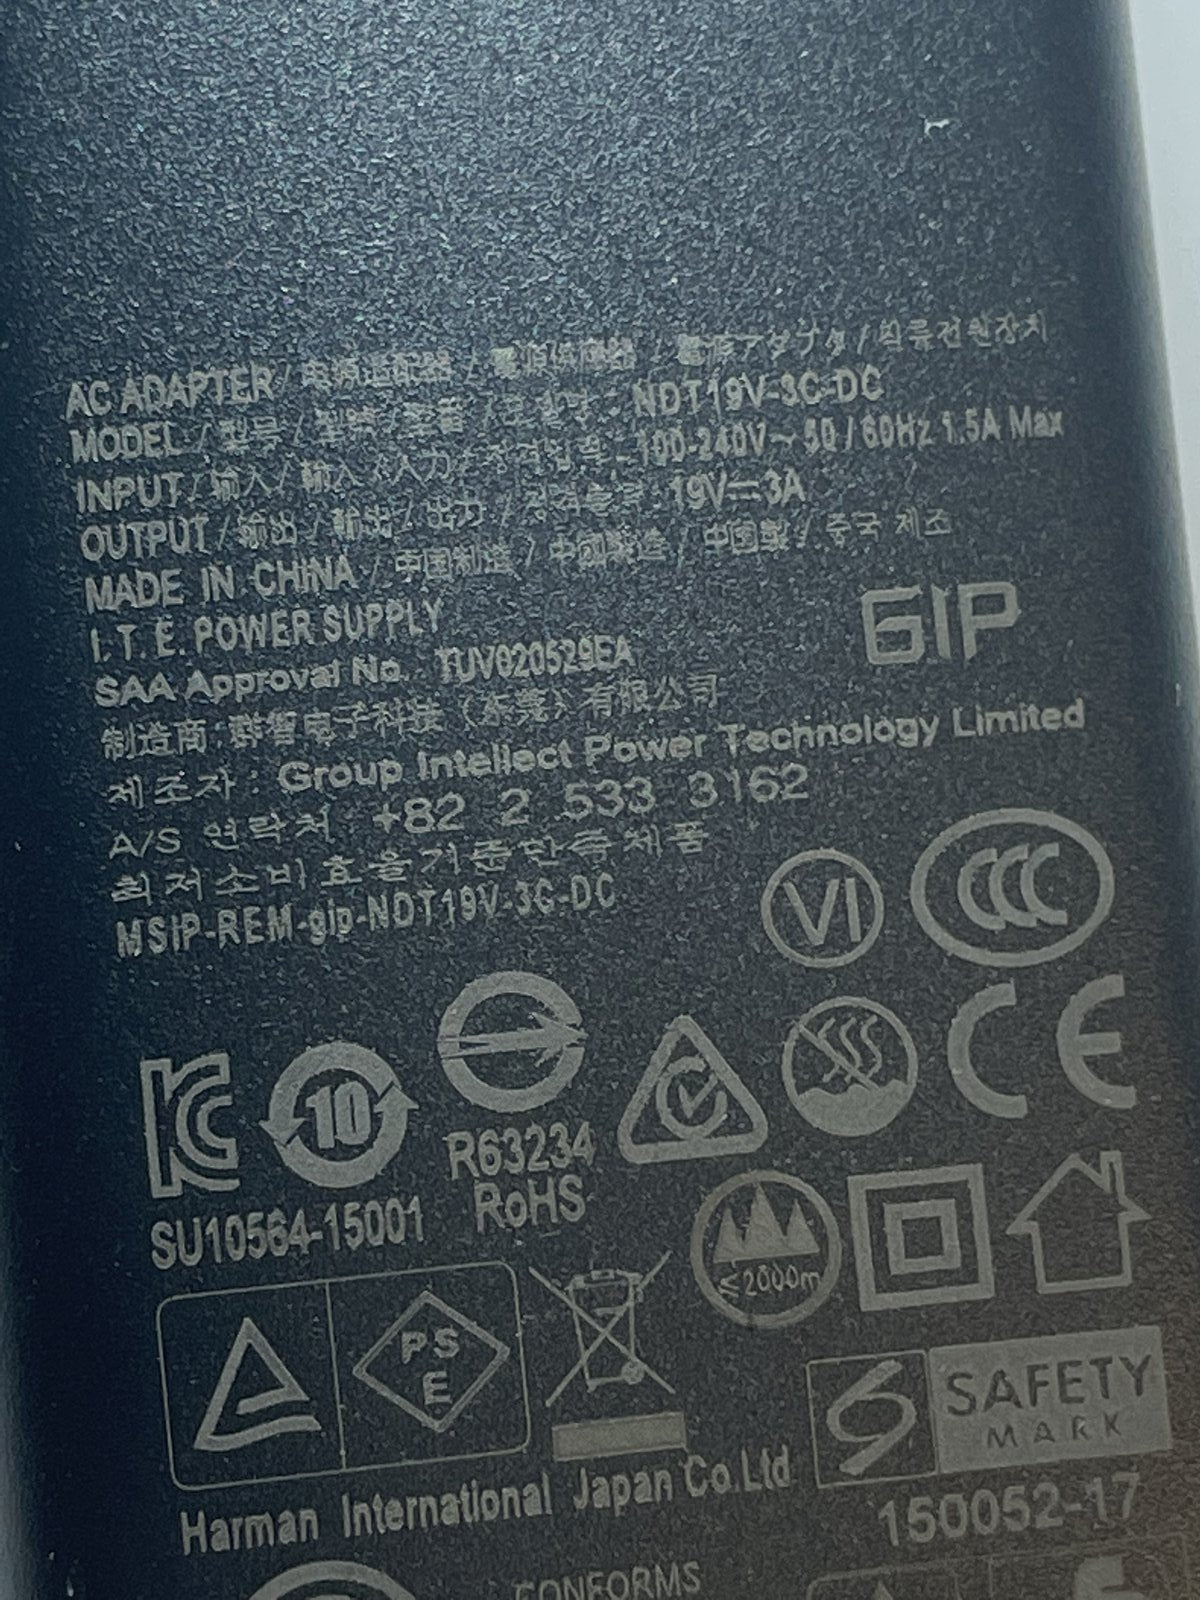 AC ADAPTER / 电源适配器 / 電源供應器 / 電源アダプタ / 직류전원장치
MODEL / 型号 / 型號 / 型番 / 모델명 : NDT19V-3C-DC
INPUT / 输入 / 輸入 / 入力 / 정격입력 : 100-240V~ 50 / 60Hz 1.5A Max
OUTPUT / 输出 / 輸出 / 出力 / 정격출력 : 19V⎓3A
MADE IN CHINA / 中国制造 / 中國製造 / 中国製 / 중국 제조
I.T.E. POWER SUPPLY
GIP
SAA Approval No. TUV020529EA
制造商: 群智电子科技（东莞）有限公司
제조자 : Group Intellect Power Technology Limited
A/S 연락처 +82 2 533 3162
최저소비효율기준만족제품
MSIP-REM-gip-NDT19V-3C-DC
VI
CCC
KC
10
CE
SU10564-15001
R63234
RoHS
≤2000m
PS
E
S SAFETY
MARK
Harman International Japan Co.Ltd
150052-17
CONFORMS